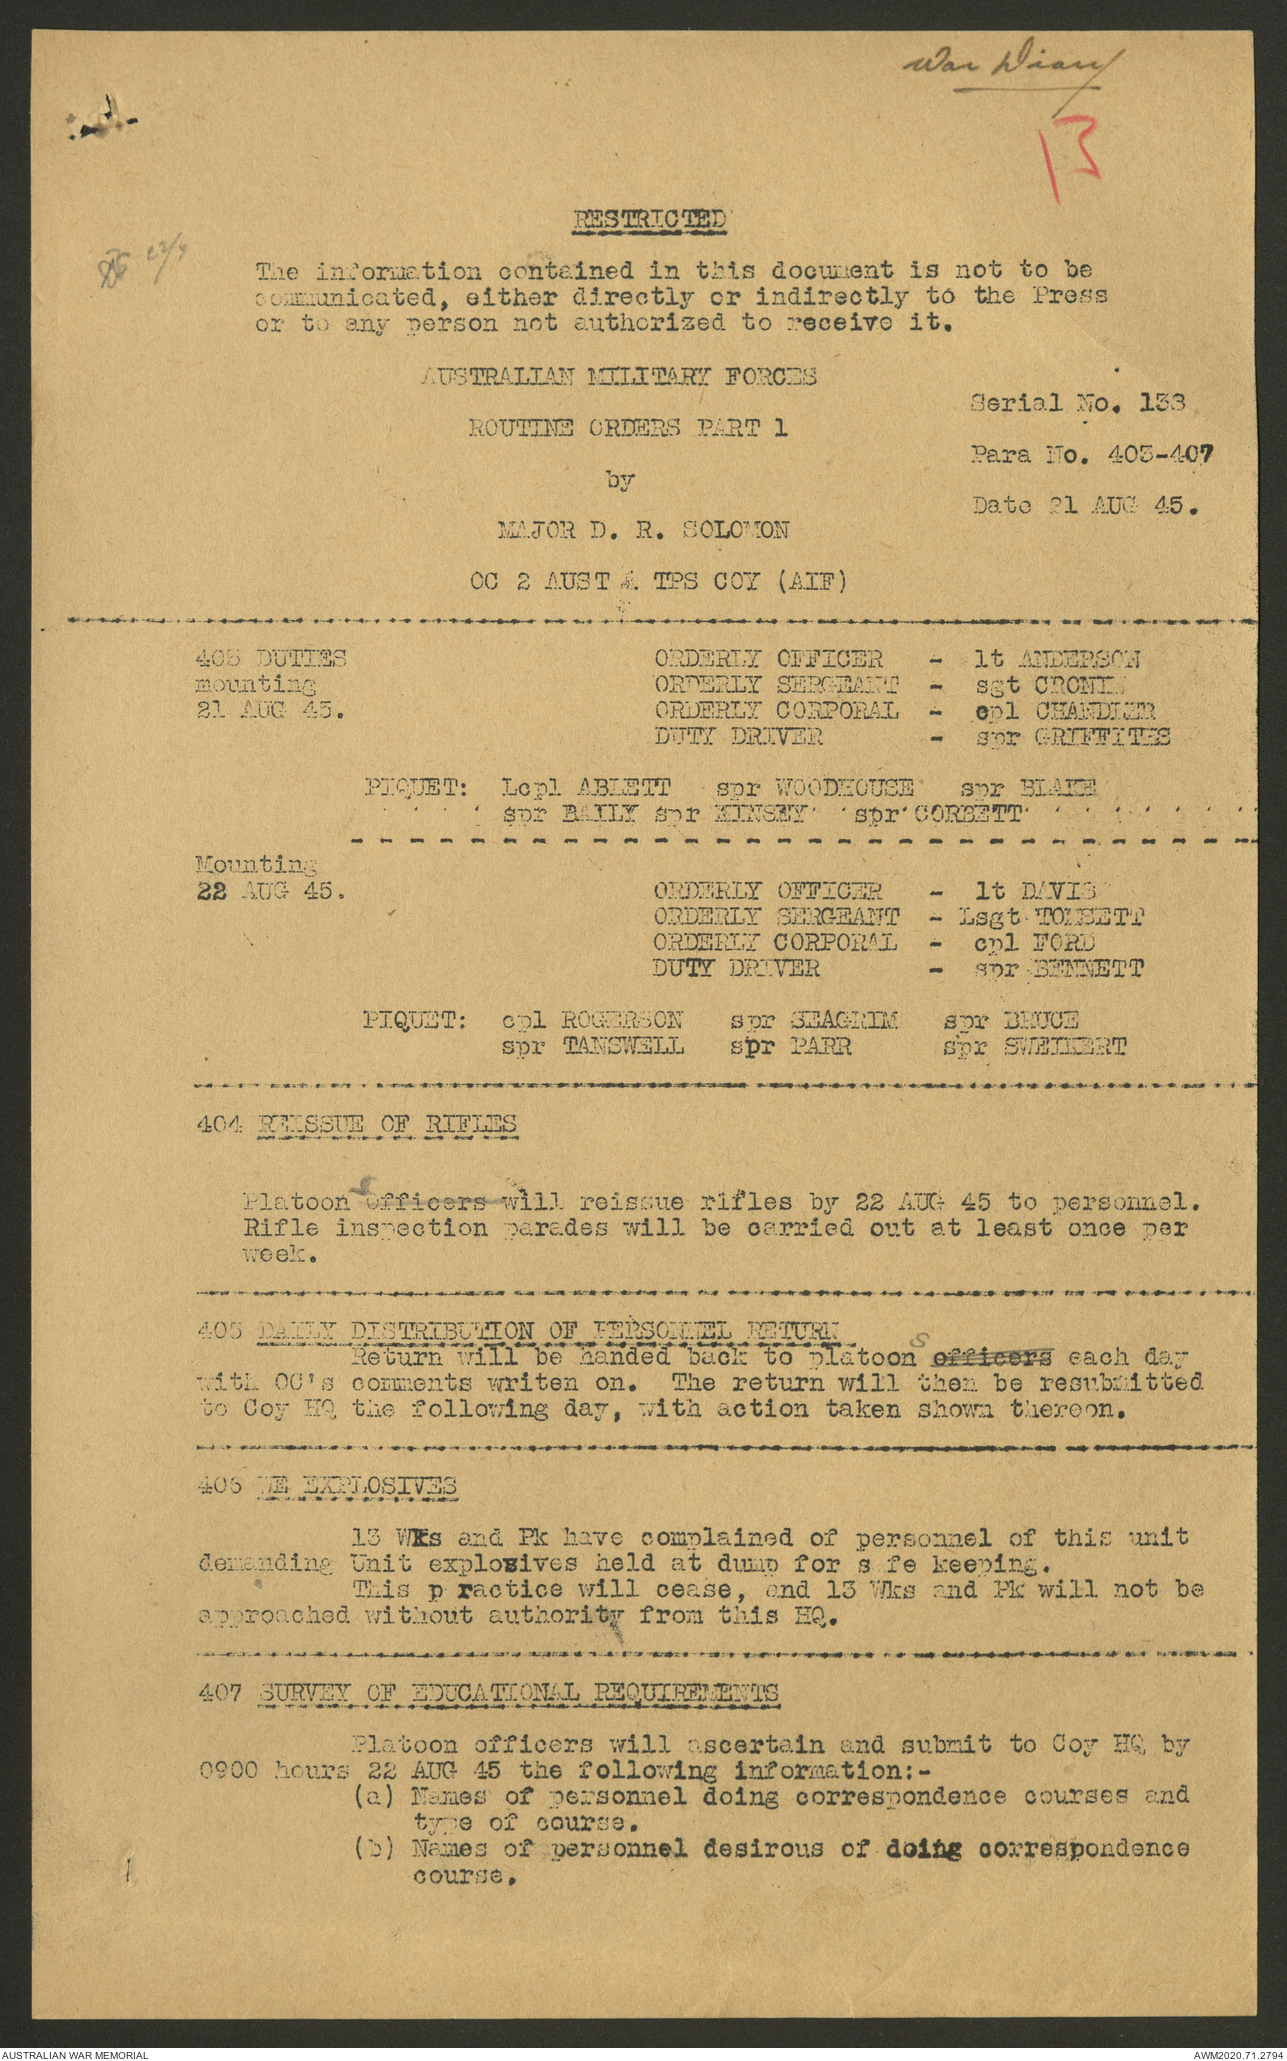 War Diary
13
RESTRICTED
The information contained in this document is not to be
communicated, either directly or indirectly to the Press
or to any person not authorized to receive it.
AUSTRALIAN MILITARY FORCES
Serial No. 138
ROUTINE ORDERS PART 1
Para No. 403-407
by
Date 21 AUG 45.
MAJOR D. R. SOLOMON
OC 2 AUST A TPS COY (AIF)
403 DUTIES ORDERLY OFFICER - lt ANDERSON
mounting ORDERLY SERGEANT - sgt CRONIN
21 AUG 45. ORDERLY CORPORAL - cpl CHANDLER
DUTY DRIVER - spr GRIFFITHS
PIQUET: Lcpl ABLETT spr WOODHOUSE spr BLAKE
spr BAILY spr KINSEY spr CORBETT
Mounting
22 AUG 45. ORDERLY OFFICER - lt DAVIS
ORDERLY SERGEANT - Lsgt TOMSETT
ORDERLY CORPORAL - cpl FORD
DUTY DRIVER - spr BENNETT
PIQUET: cpl ROGERSON spr SEAGRIM spr BRUCE
spr TANSWELL spr PARR spr SWEIKERT
404 REISSUE OF RIFLES
Platoon s officers will reissue rifles by 22 AUG 45 to personnel.
Rifle inspection parades will be carried out at least once per
week.
405 DAILY DISTRIBUTION OF PERSONNEL RETURN
Return will be handed back to platoon s officers each day
with OC's comments writen on. The return will then be resubmitted
to Coy HQ the following day, with action taken shown thereon.
406 WE EXPLOSIVES
13 Wks and Pk have complained of personnel of this unit
demanding Unit explosives held at dump for safe keeping.
This p ractice will cease, and 13 Wks and Pk will not be
approached without authority from this HQ.
407 SURVEY OF EDUCATIONAL REQUIREMENTS
Platoon officers will ascertain and submit to Coy HQ by
0900 hours 22 AUG 45 the following information:-
(a) Names of personnel doing correspondence courses and
type of course.
(b) Names of personnel desirous of doing correspondence
course.
AUSTRALIAN WAR MEMORIAL
AWM2020.71.2794